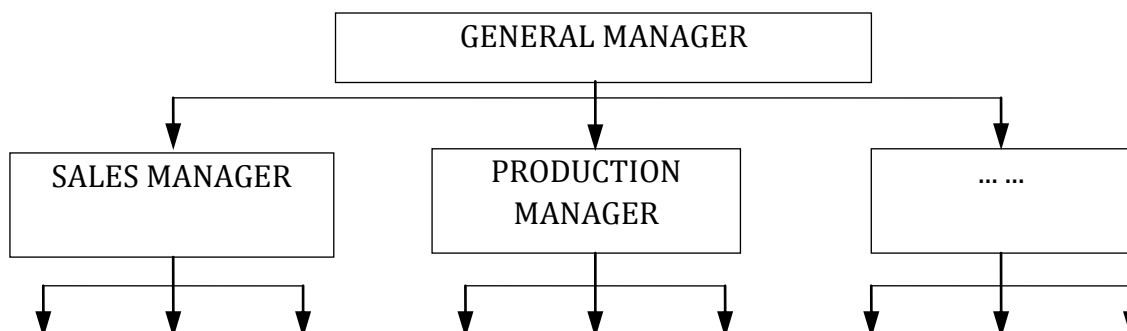 GENERAL MANAGER
SALES MANAGER
PRODUCTION
MANAGER
... ...